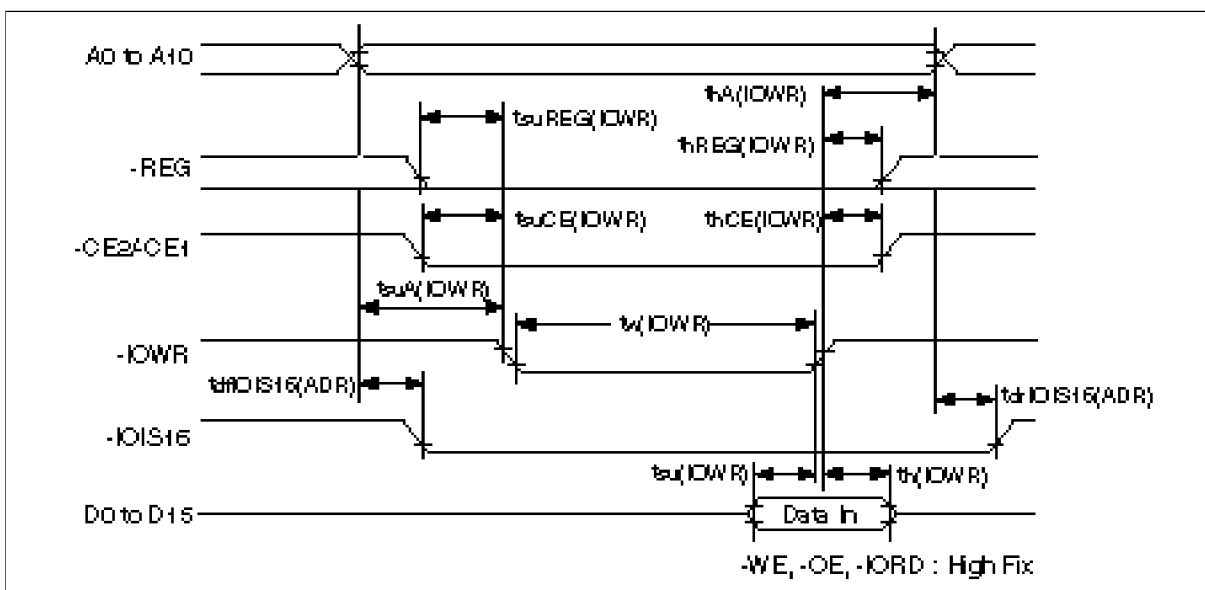 A0 to A10
thA(IOWR)
tsuREG(IOWR)
thREG(IOWR)
-REG
tsuCE(IOWR)
thCE(IOWR)
-CE2/-CE1
tsuA(IOWR)
tw(IOWR)
-IOWR
tdfIOIS16(ADR)
tdrIOIS16(ADR)
-IOIS16
tsu(IOWR)
th(IOWR)
D0 to D15
Data In
-WE, -OE, -IORD : High Fix